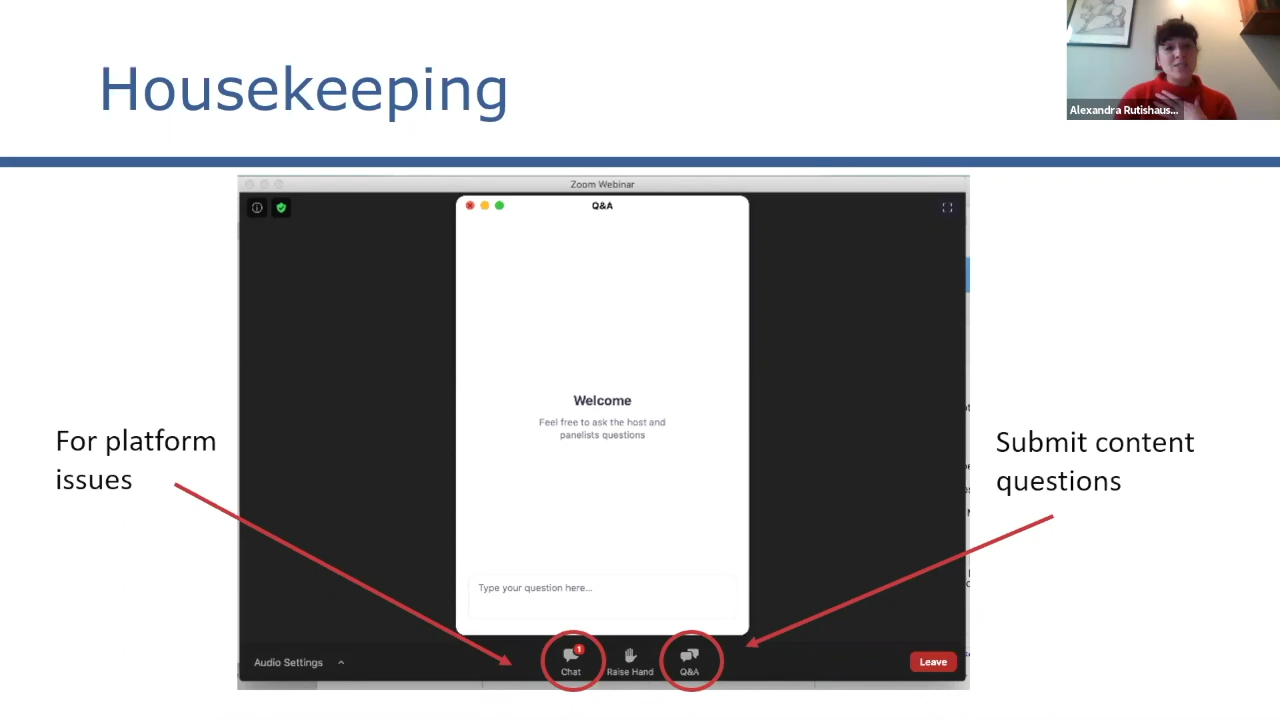 Housekeeping
Alexandra Rutishaus...
Zoom Webinar
Q&A
Welcome
Feel free to ask the host and
panelists questions
For platform
issues
Submit content
questions
Type your question here...
Audio Settings
1
Chat
Raise Hand
Q&A
Leave